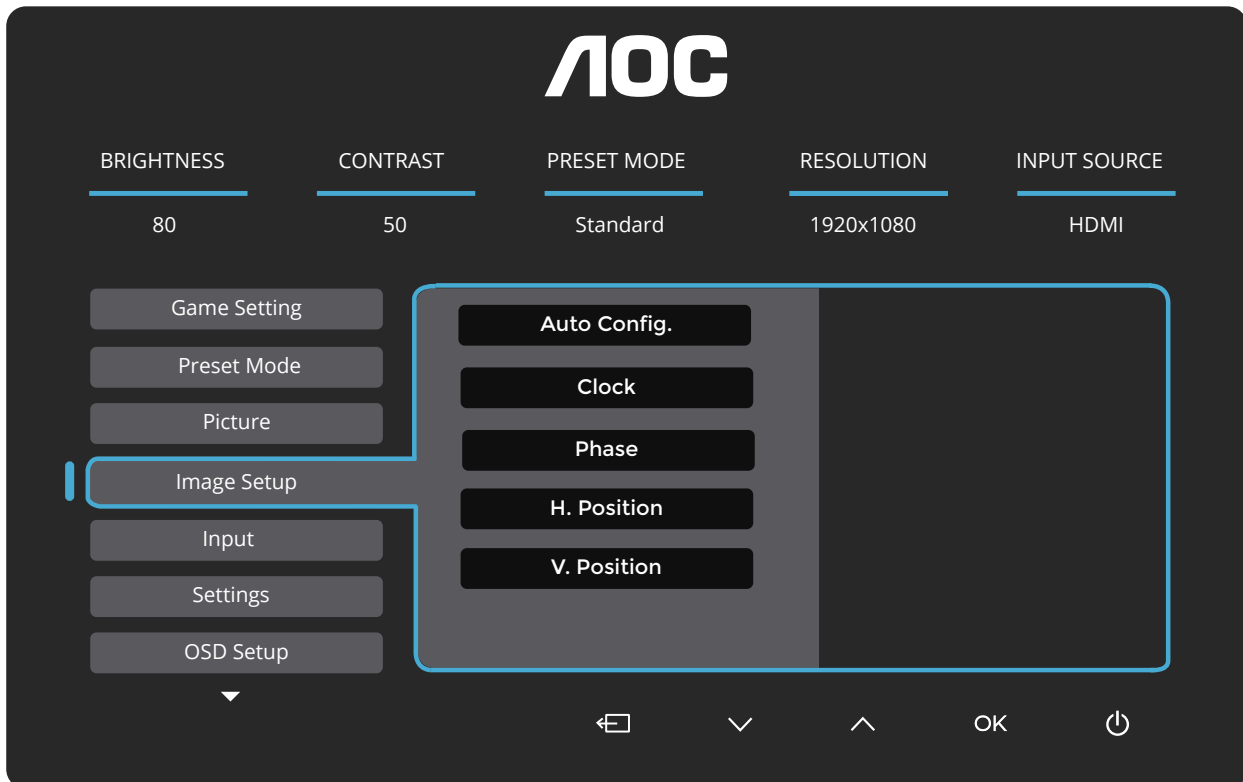 AOC
BRIGHTNESS CONTRAST PRESET MODE RESOLUTION INPUT SOURCE
80 50 Standard 1920x1080 HDMI
Game Setting
Preset Mode
Picture
Image Setup
Input
Settings
OSD Setup
Auto Config.
Clock
Phase
H. Position
V. Position
OK